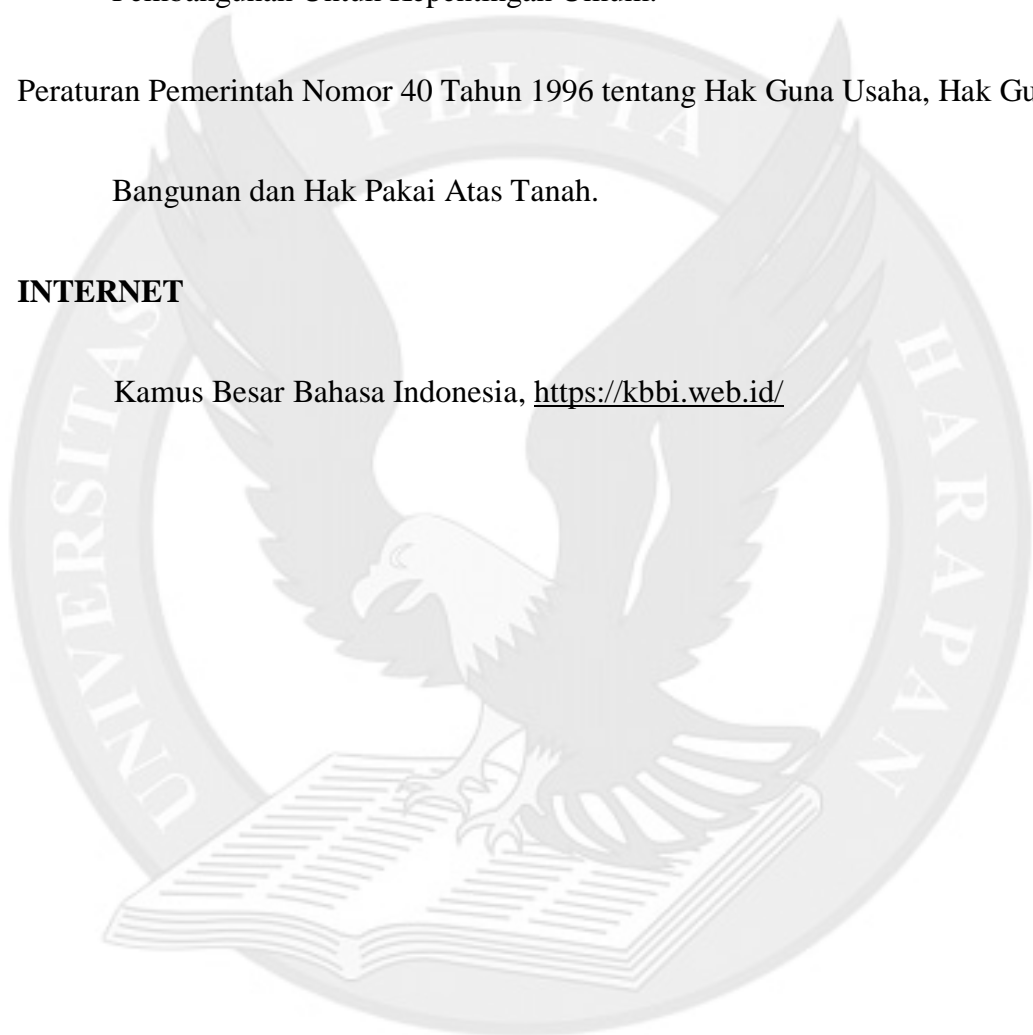 Pembangunan Untuk Kepentingan Umum.
Peraturan Pemerintah Nomor 40 Tahun 1996 tentang Hak Guna Usaha, Hak Gu
Bangunan dan Hak Pakai Atas Tanah.
INTERNET
Kamus Besar Bahasa Indonesia, https://kbbi.web.id/
UNIVERSITAS PELITA HARAPAN